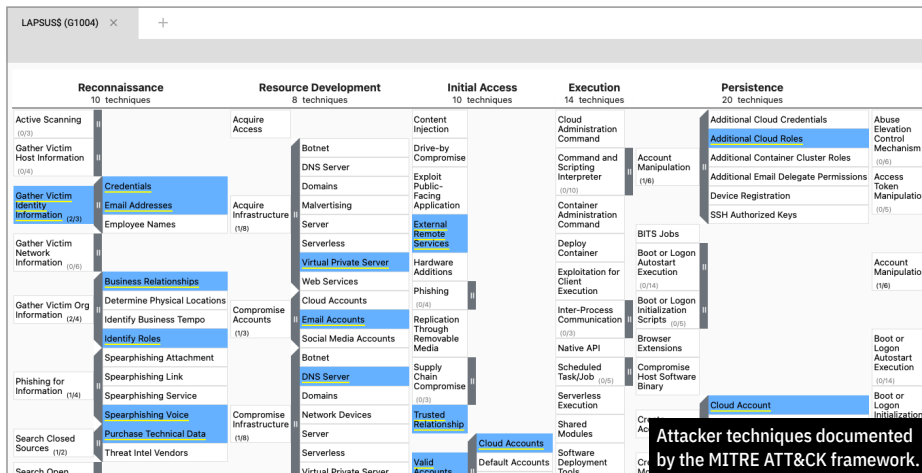 LAPSUS$ (G1004) × +
Reconnaissance
10 techniques
Active Scanning
(0/3)
Gather Victim
Host Information
(0/4)
Gather Victim
Identity
Information (2/3)
Credentials
Email Addresses
Employee Names
Gather Victim
Network
Information (0/6)
Gather Victim Org
Information (2/4)
Business Relationships
Determine Physical Locations
Identify Business Tempo
Identify Roles
Phishing for
Information (1/4)
Spearphishing Attachment
Spearphishing Link
Spearphishing Service
Spearphishing Voice
Search Closed
Sources (1/2)
Purchase Technical Data
Threat Intel Vendors
Search Open
Resource Development
8 techniques
Acquire
Access
Acquire
Infrastructure
(1/8)
Botnet
DNS Server
Domains
Malvertising
Server
Serverless
Virtual Private Server
Web Services
Compromise
Accounts
(1/3)
Cloud Accounts
Email Accounts
Social Media Accounts
Compromise
Infrastructure
(1/8)
Botnet
DNS Server
Domains
Network Devices
Server
Serverless
Virtual Private Server
Initial Access
10 techniques
Content
Injection
Drive-by
Compromise
Exploit
Public-
Facing
Application
External
Remote
Services
Hardware
Additions
Phishing
(0/4)
Replication
Through
Removable
Media
Supply
Chain
Compromise
(0/3)
Trusted
Relationship
Valid
Accounts
Cloud Accounts
Default Accounts
Execution
14 techniques
Cloud
Administration
Command
Command and
Scripting
Interpreter
(0/10)
Container
Administration
Command
Deploy
Container
Exploitation for
Client
Execution
Inter-Process
Communication
(0/3)
Native API
Scheduled
Task/Job (0/5)
Serverless
Execution
Shared
Modules
Software
Deployment
Tools
Persistence
20 techniques
Account
Manipulation
(1/6)
Additional Cloud Credentials
Additional Cloud Roles
Additional Container Cluster Roles
Additional Email Delegate Permissions
Device Registration
SSH Authorized Keys
BITS Jobs
Boot or Logon
Autostart
Execution
(0/14)
Boot or Logon
Initialization
Scripts (0/5)
Browser
Extensions
Compromise
Host Software
Binary
Cloud Account
Abuse
Elevation
Control
Mechanism
(0/6)
Access
Token
Manipulatio
(0/5)
Account
Manipulatio
(1/6)
Boot or
Logon
Autostart
Execution
(0/14)
Boot or
Logon
Initialization
Attacker techniques documented
by the MITRE ATT&CK framework